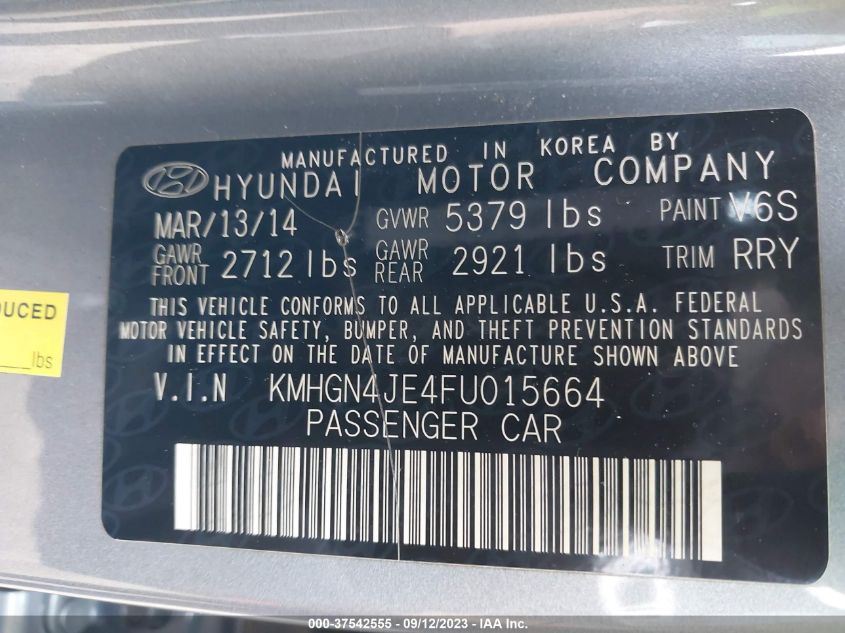 MANUFACTURED IN KOREA BY
HYUNDAI MOTOR COMPANY
MAR/13/14 GVWR 5379 lbs PAINT V6S
GAWR FRONT 2712 lbs GAWR REAR 2921 lbs TRIM RRY
THIS VEHICLE CONFORMS TO ALL APPLICABLE U.S.A. FEDERAL
MOTOR VEHICLE SAFETY, BUMPER, AND THEFT PREVENTION STANDARDS
IN EFFECT ON THE DATE OF MANUFACTURE SHOWN ABOVE
V.I.N KMHGN4JE4FU015664
PASSENGER CAR
lbs
000-37542555 - 09/12/2023 - IAA, Inc.